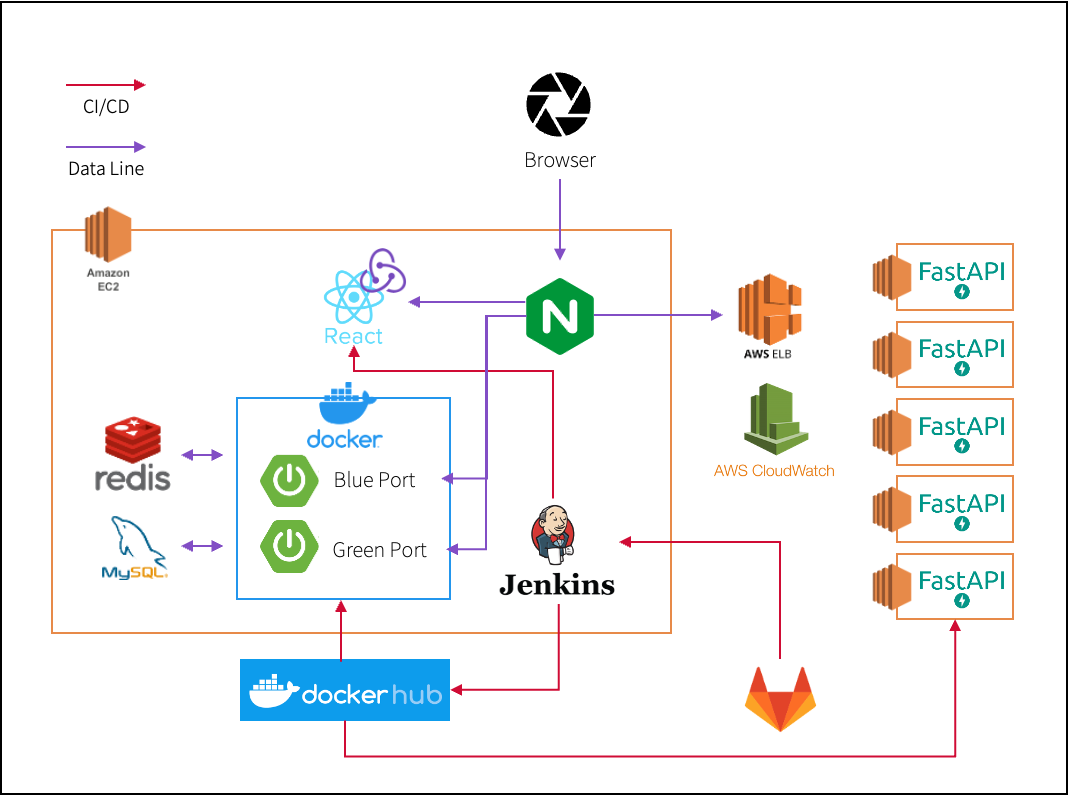 CI/CD
Data Line
Browser
Amazon
EC2
React
N
AWS ELB
FastAPI
FastAPI
FastAPI
FastAPI
FastAPI
docker
redis
Blue Port
AWS CloudWatch
Green Port
MySQL
Jenkins
docker hub